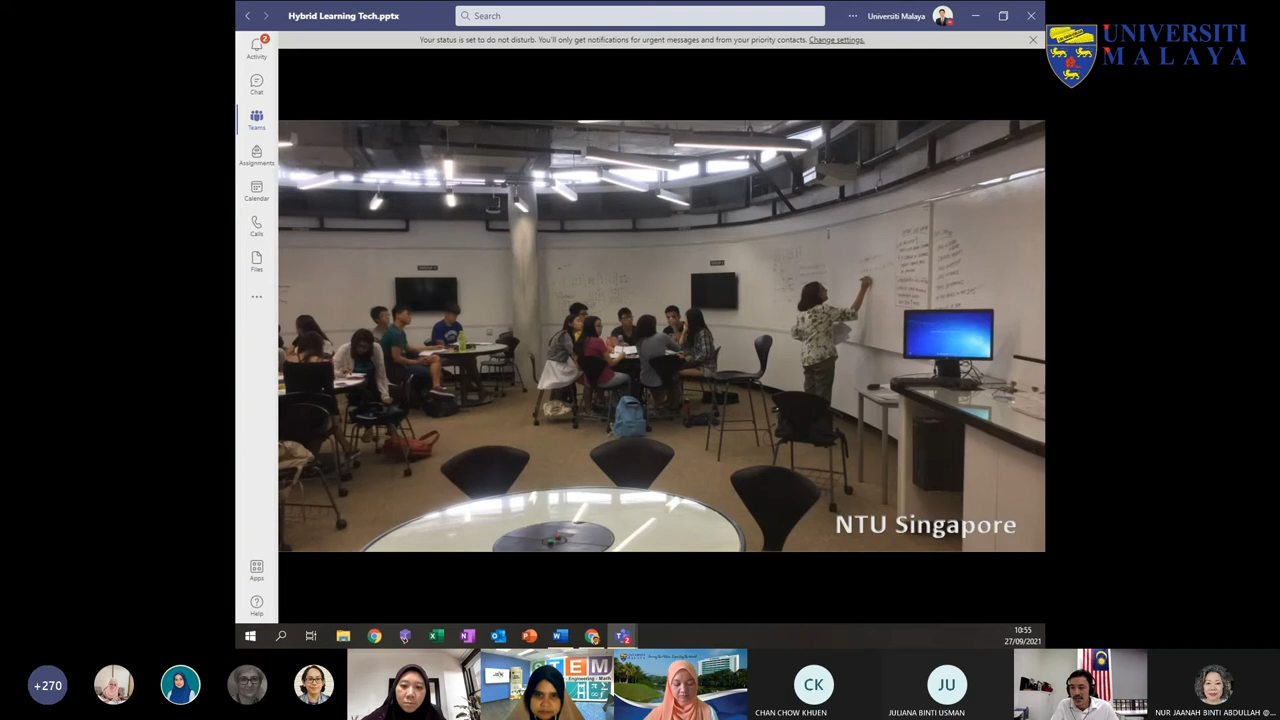 Hybrid Learning Tech.pptx
Search
Universiti Malaya
UNIVERSITI
MALAYA
Your status is set to do not disturb. You'll only get notifications for urgent messages and from your priority contacts. Change settings.
2
Activity
Chat
Teams
Assignments
Calendar
Calls
Files
NTU Singapore
Apps
Help
10:55
27/09/2021
+270
STEM
CK
CHAN CHOW KHUEN
JU
JULIANA BINTI USMAN
NUR JAANAH BINTI ABDULLAH @...